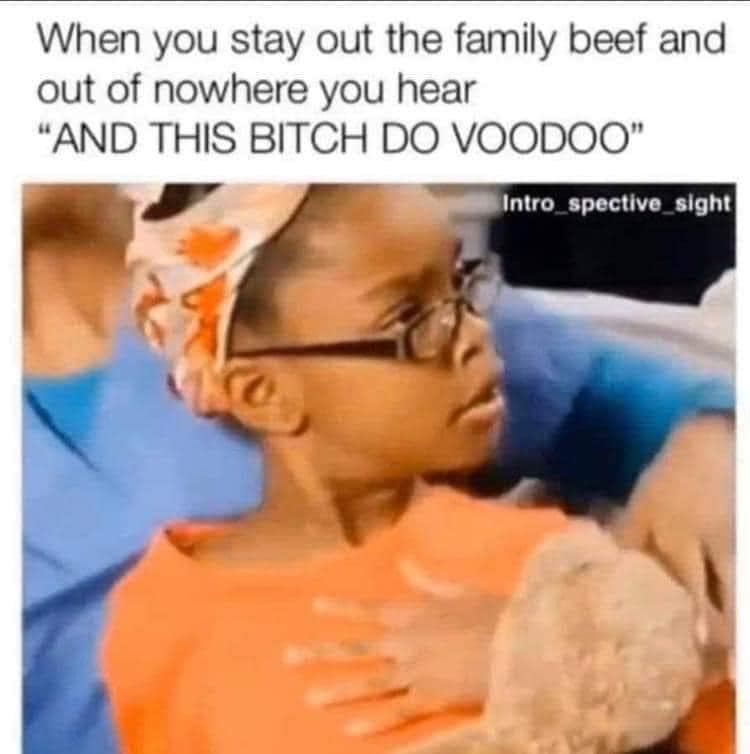 When you stay out the family beef and
out of nowhere you hear
“AND THIS BITCH DO VOODOO”
Intro_spective_sight